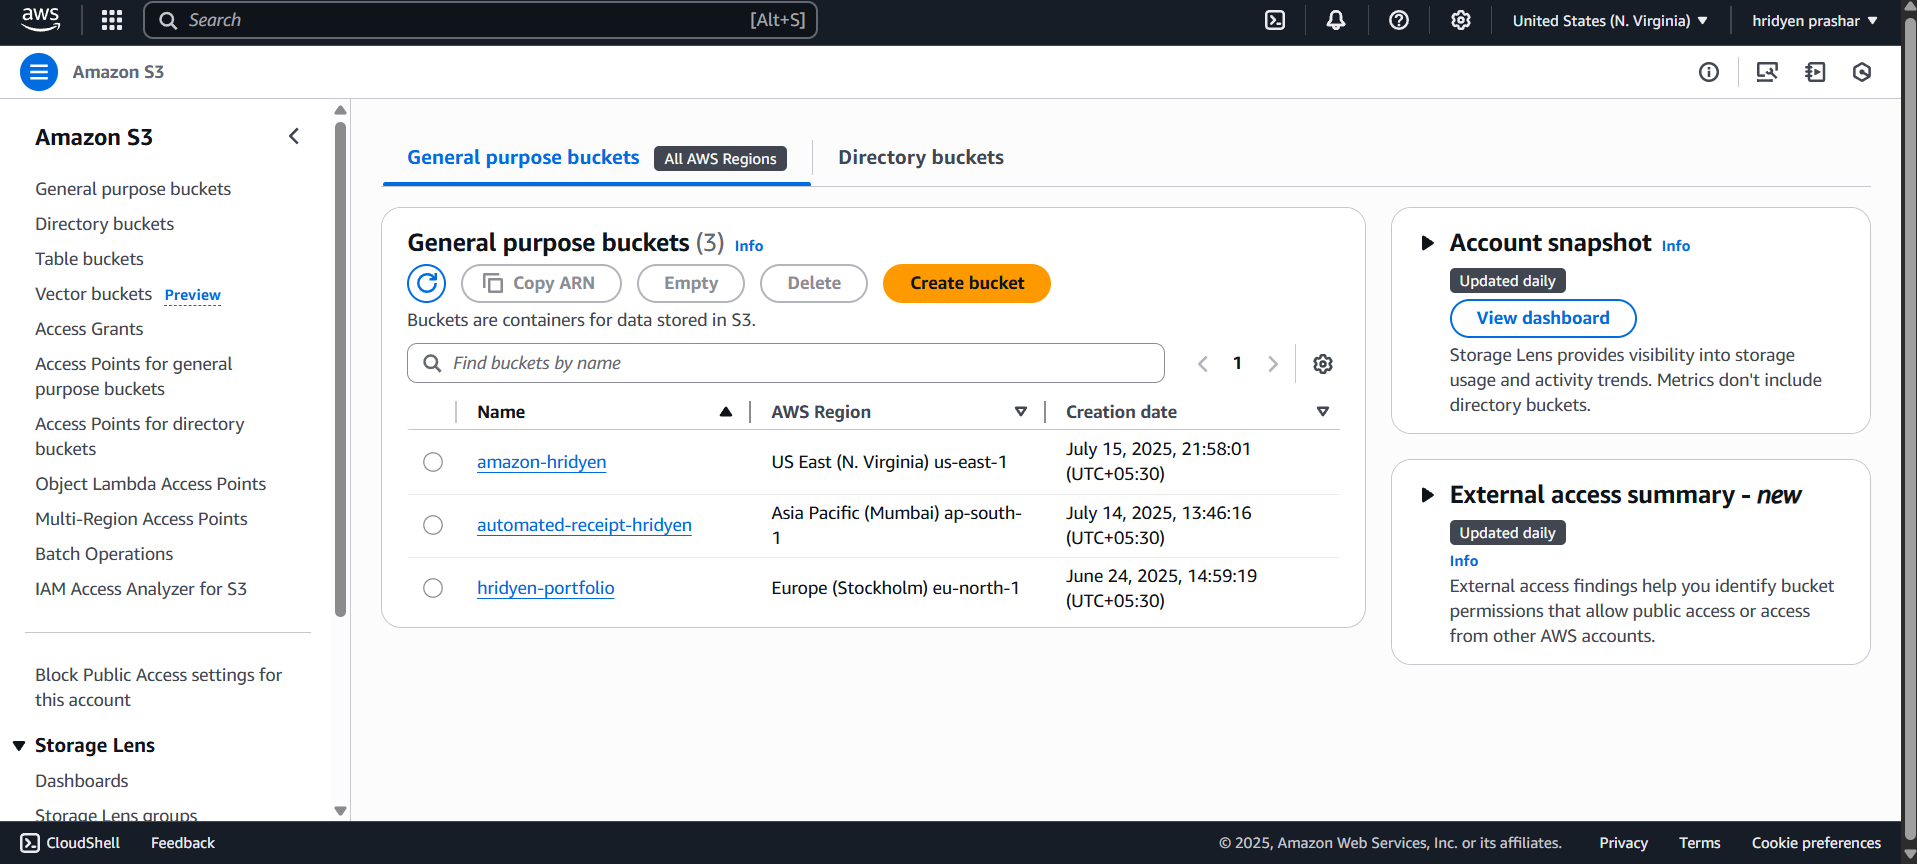 aws
Search
[Alt+S]
United States (N. Virginia)
hridyen prashar
Amazon S3
Amazon S3
General purpose buckets
Directory buckets
Table buckets
Vector buckets Preview
Access Grants
Access Points for general
purpose buckets
Access Points for directory
buckets
Object Lambda Access Points
Multi-Region Access Points
Batch Operations
IAM Access Analyzer for S3
Block Public Access settings for
this account
Storage Lens
Dashboards
Storage Lens groups
General purpose buckets All AWS Regions
Directory buckets
General purpose buckets (3) Info
Copy ARN
Empty
Delete
Create bucket
Buckets are containers for data stored in S3.
Find buckets by name
1
Name
AWS Region
Creation date
amazon-hridyen
US East (N. Virginia) us-east-1
July 15, 2025, 21:58:01
(UTC+05:30)
automated-receipt-hridyen
Asia Pacific (Mumbai) ap-south-
1
July 14, 2025, 13:46:16
(UTC+05:30)
hridyen-portfolio
Europe (Stockholm) eu-north-1
June 24, 2025, 14:59:19
(UTC+05:30)
Account snapshot Info
Updated daily
View dashboard
Storage Lens provides visibility into storage
usage and activity trends. Metrics don't include
directory buckets.
External access summary - new
Updated daily
Info
External access findings help you identify bucket
permissions that allow public access or access
from other AWS accounts.
CloudShell
Feedback
© 2025, Amazon Web Services, Inc. or its affiliates.
Privacy
Terms
Cookie preferences